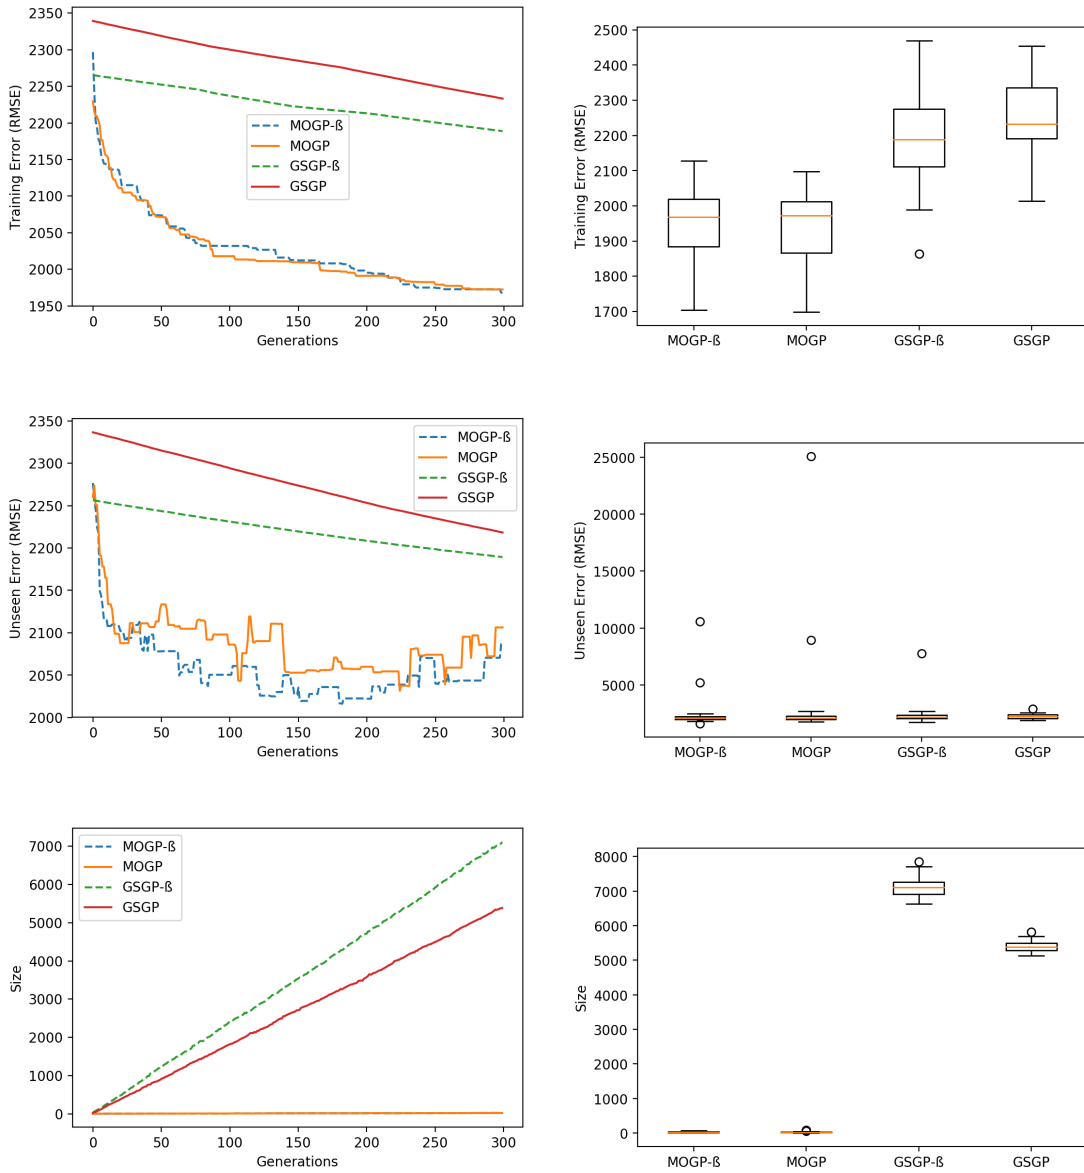 2350
2300
2250
2200
2150
2100
2050
2000
1950
Training Error (RMSE)
0 50 100 150 200 250 300
Generations
MOGP-ß
MOGP
GSGP-ß
GSGP
2500
2400
2300
2200
2100
2000
1900
1800
1700
Training Error (RMSE)
MOGP-ß MOGP GSGP-ß GSGP
2350
2300
2250
2200
2150
2100
2050
2000
Unseen Error (RMSE)
0 50 100 150 200 250 300
Generations
MOGP-ß
MOGP
GSGP-ß
GSGP
25000
20000
15000
10000
5000
Unseen Error (RMSE)
MOGP-ß MOGP GSGP-ß GSGP
7000
6000
5000
4000
3000
2000
1000
0
Size
0 50 100 150 200 250 300
Generations
MOGP-ß
MOGP
GSGP-ß
GSGP
8000
7000
6000
5000
4000
3000
2000
1000
0
Size
MOGP-ß MOGP GSGP-ß GSGP